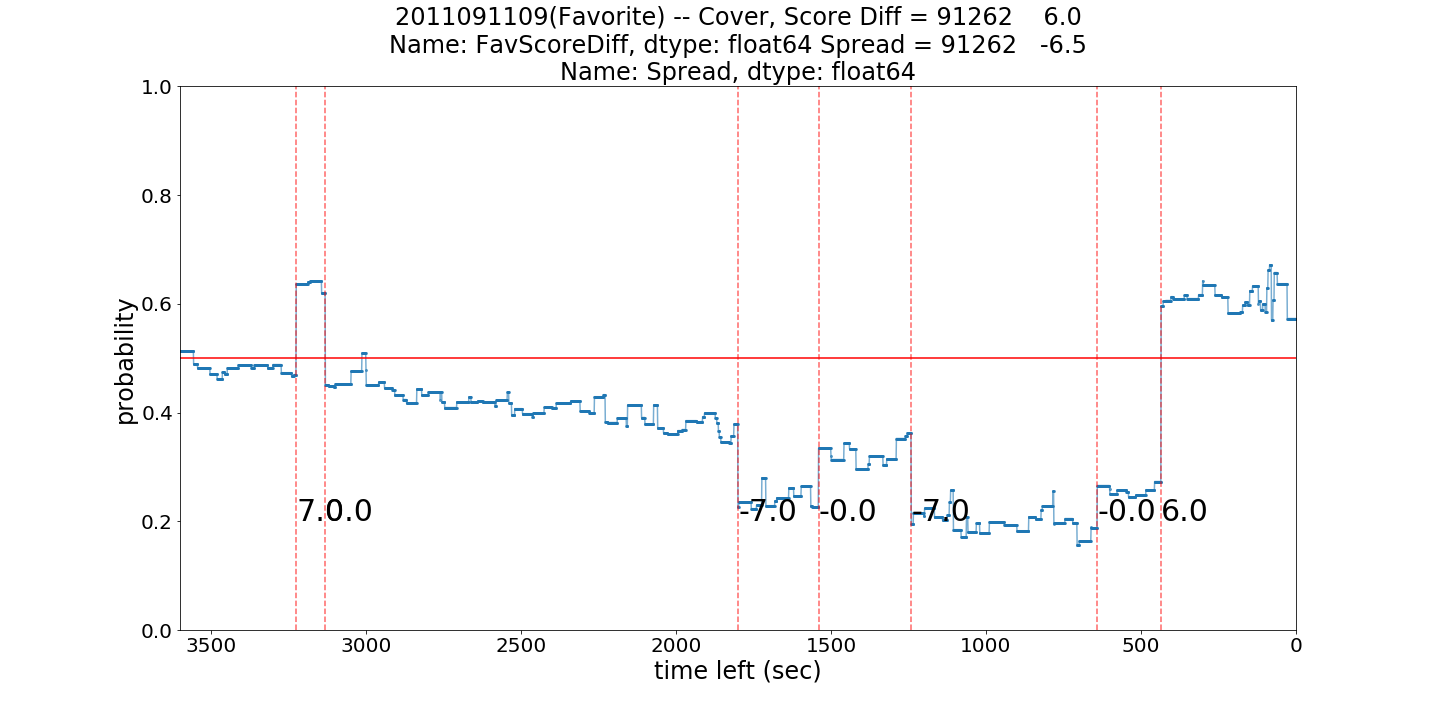 2011091109(Favorite) -- Cover, Score Diff = 91262    6.0
Name: FavScoreDiff, dtype: float64 Spread = 91262   -6.5
Name: Spread, dtype: float64
1.0
0.8
0.6
0.4
0.2
0.0
probability
7.0 0.0 -7.0 -0.0 -7.0 -0.0 6.0
3500 3000 2500 2000 1500 1000 500 0
time left (sec)